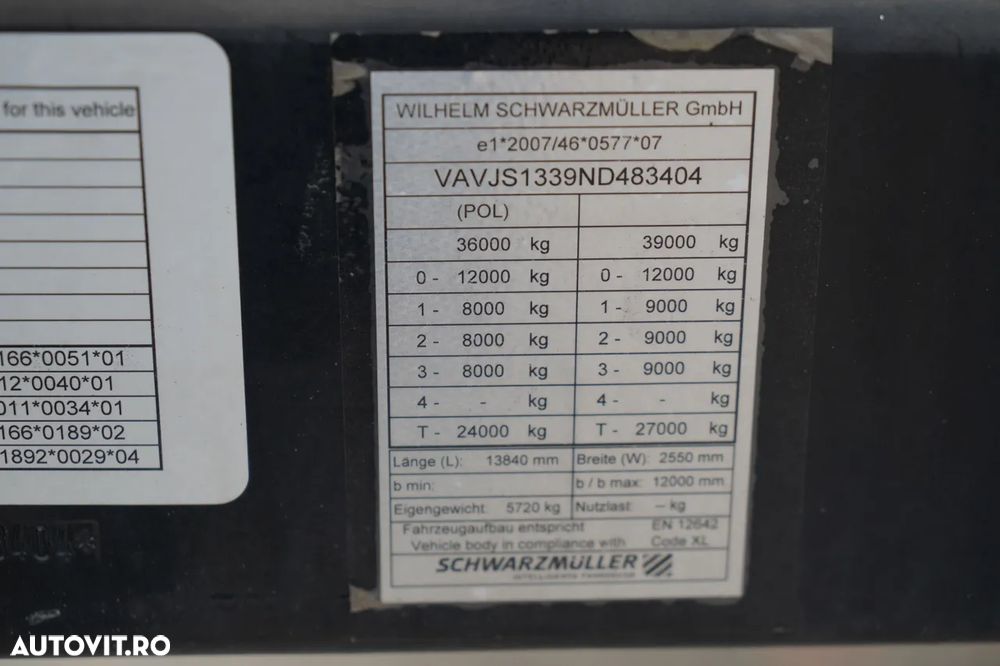 for this vehicle
166*0051*01
12*0040*01
011*0034*01
166*0189*02
1892*0029*04
WILHELM SCHWARZMÜLLER GmbH
e1*2007/46*0577*07
VAVJS1339ND483404
(POL)
36000 kg 39000 kg
0 - 12000 kg 0 - 12000 kg
1 - 8000 kg 1 - 9000 kg
2 - 8000 kg 2 - 9000 kg
3 - 8000 kg 3 - 9000 kg
4 - - kg 4 - - kg
T - 24000 kg T - 27000 kg
Länge (L): 13840 mm Breite (W): 2550 mm
b min: b / b max: 12000 mm
Eigengewicht: 5720 kg Nutzlast: -- kg
Fahrzeugaufbau entspricht EN 12642
Vehicle body in compliance with Code XL
SCHWARZMÜLLER
INTELLIGENTE FAHRZEUGE
AUTOVIT.RO